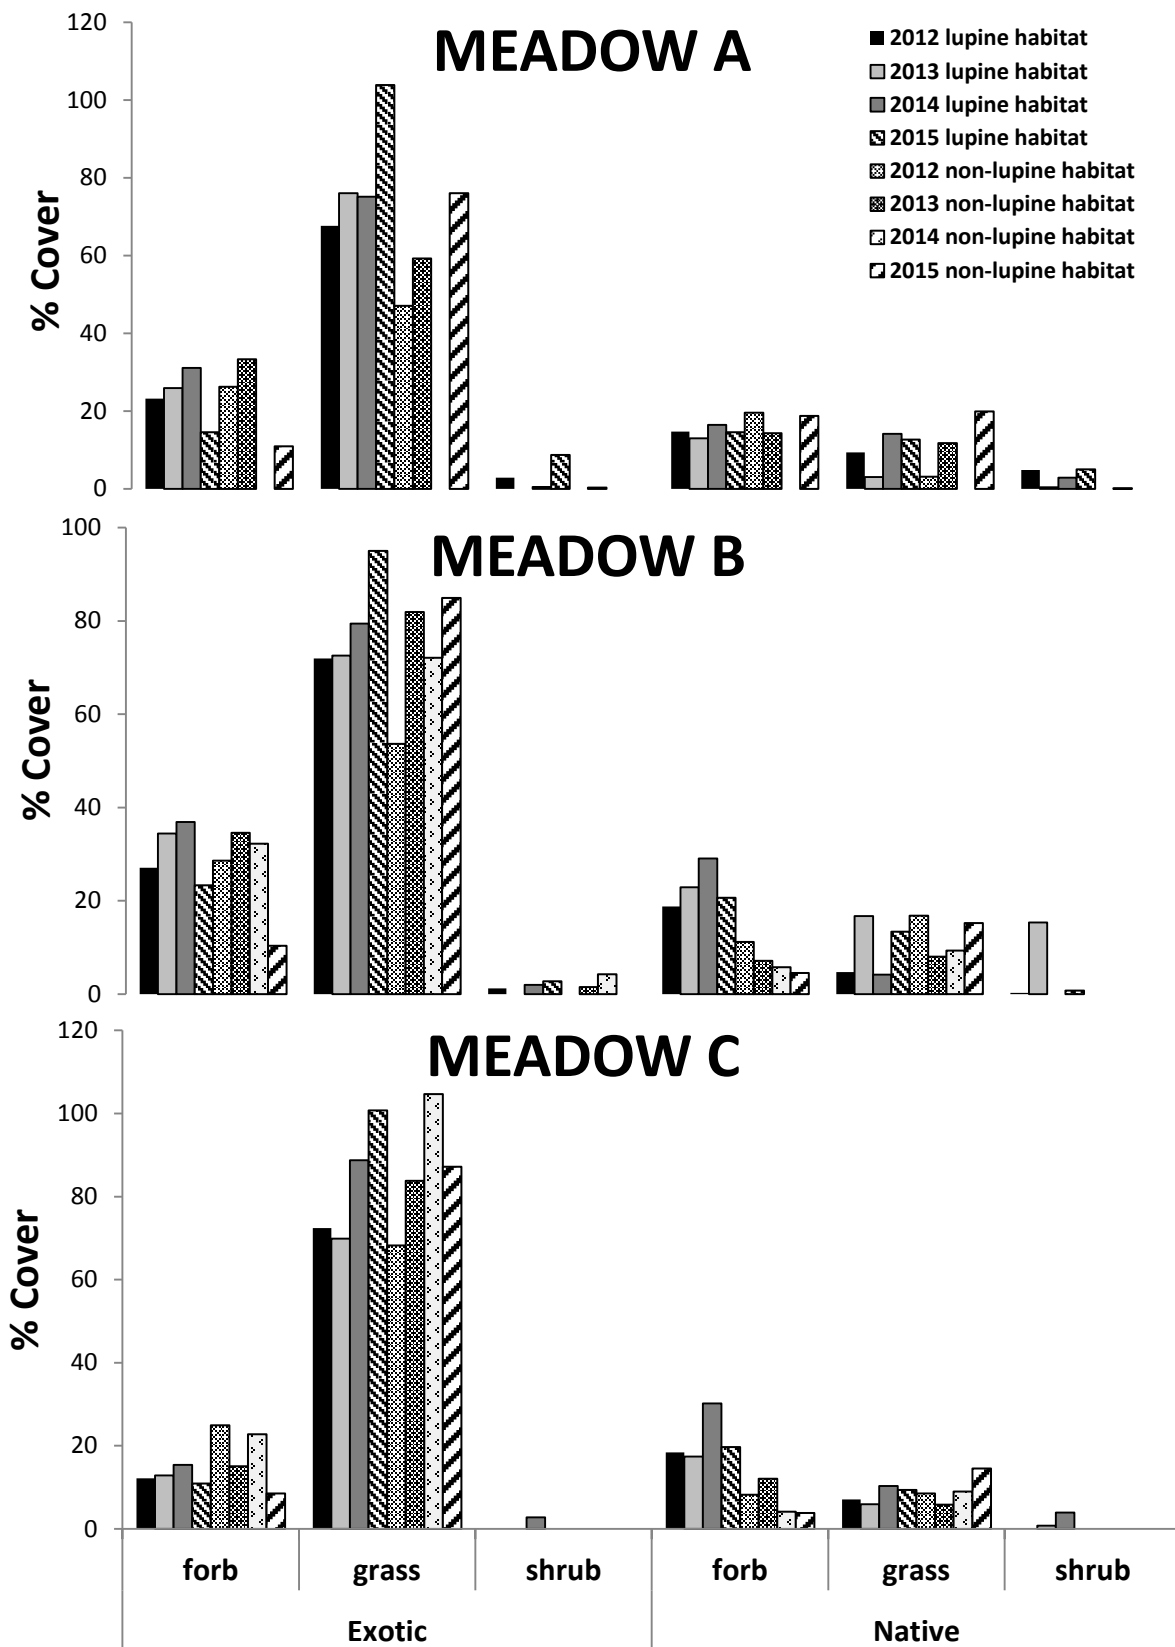 MEADOW A
120
100
80
60
40
20
0
% Cover
2012 lupine habitat
2013 lupine habitat
2014 lupine habitat
2015 lupine habitat
2012 non-lupine habitat
2013 non-lupine habitat
2014 non-lupine habitat
2015 non-lupine habitat
MEADOW B
100
80
60
40
20
0
% Cover
MEADOW C
120
100
80
60
40
20
0
% Cover
forb grass shrub forb grass shrub
Exotic Native